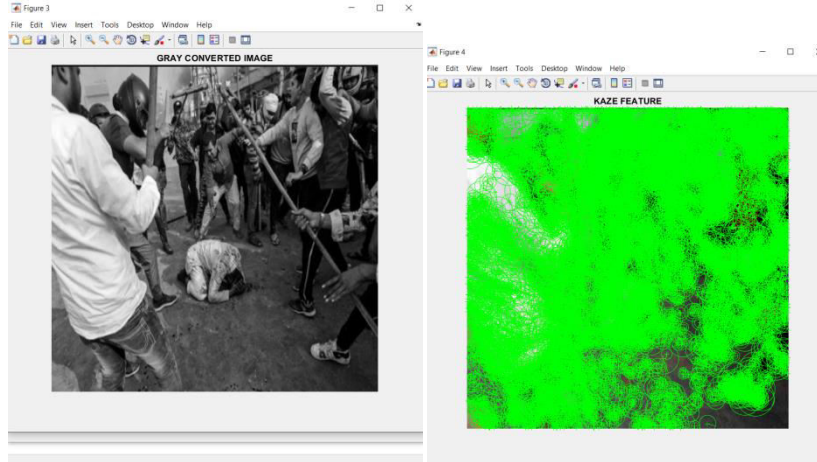 Figure 3
File Edit View Insert Tools Desktop Window Help
GRAY CONVERTED IMAGE
Figure 4
File Edit View Insert Tools Desktop Window Help
KAZE FEATURE